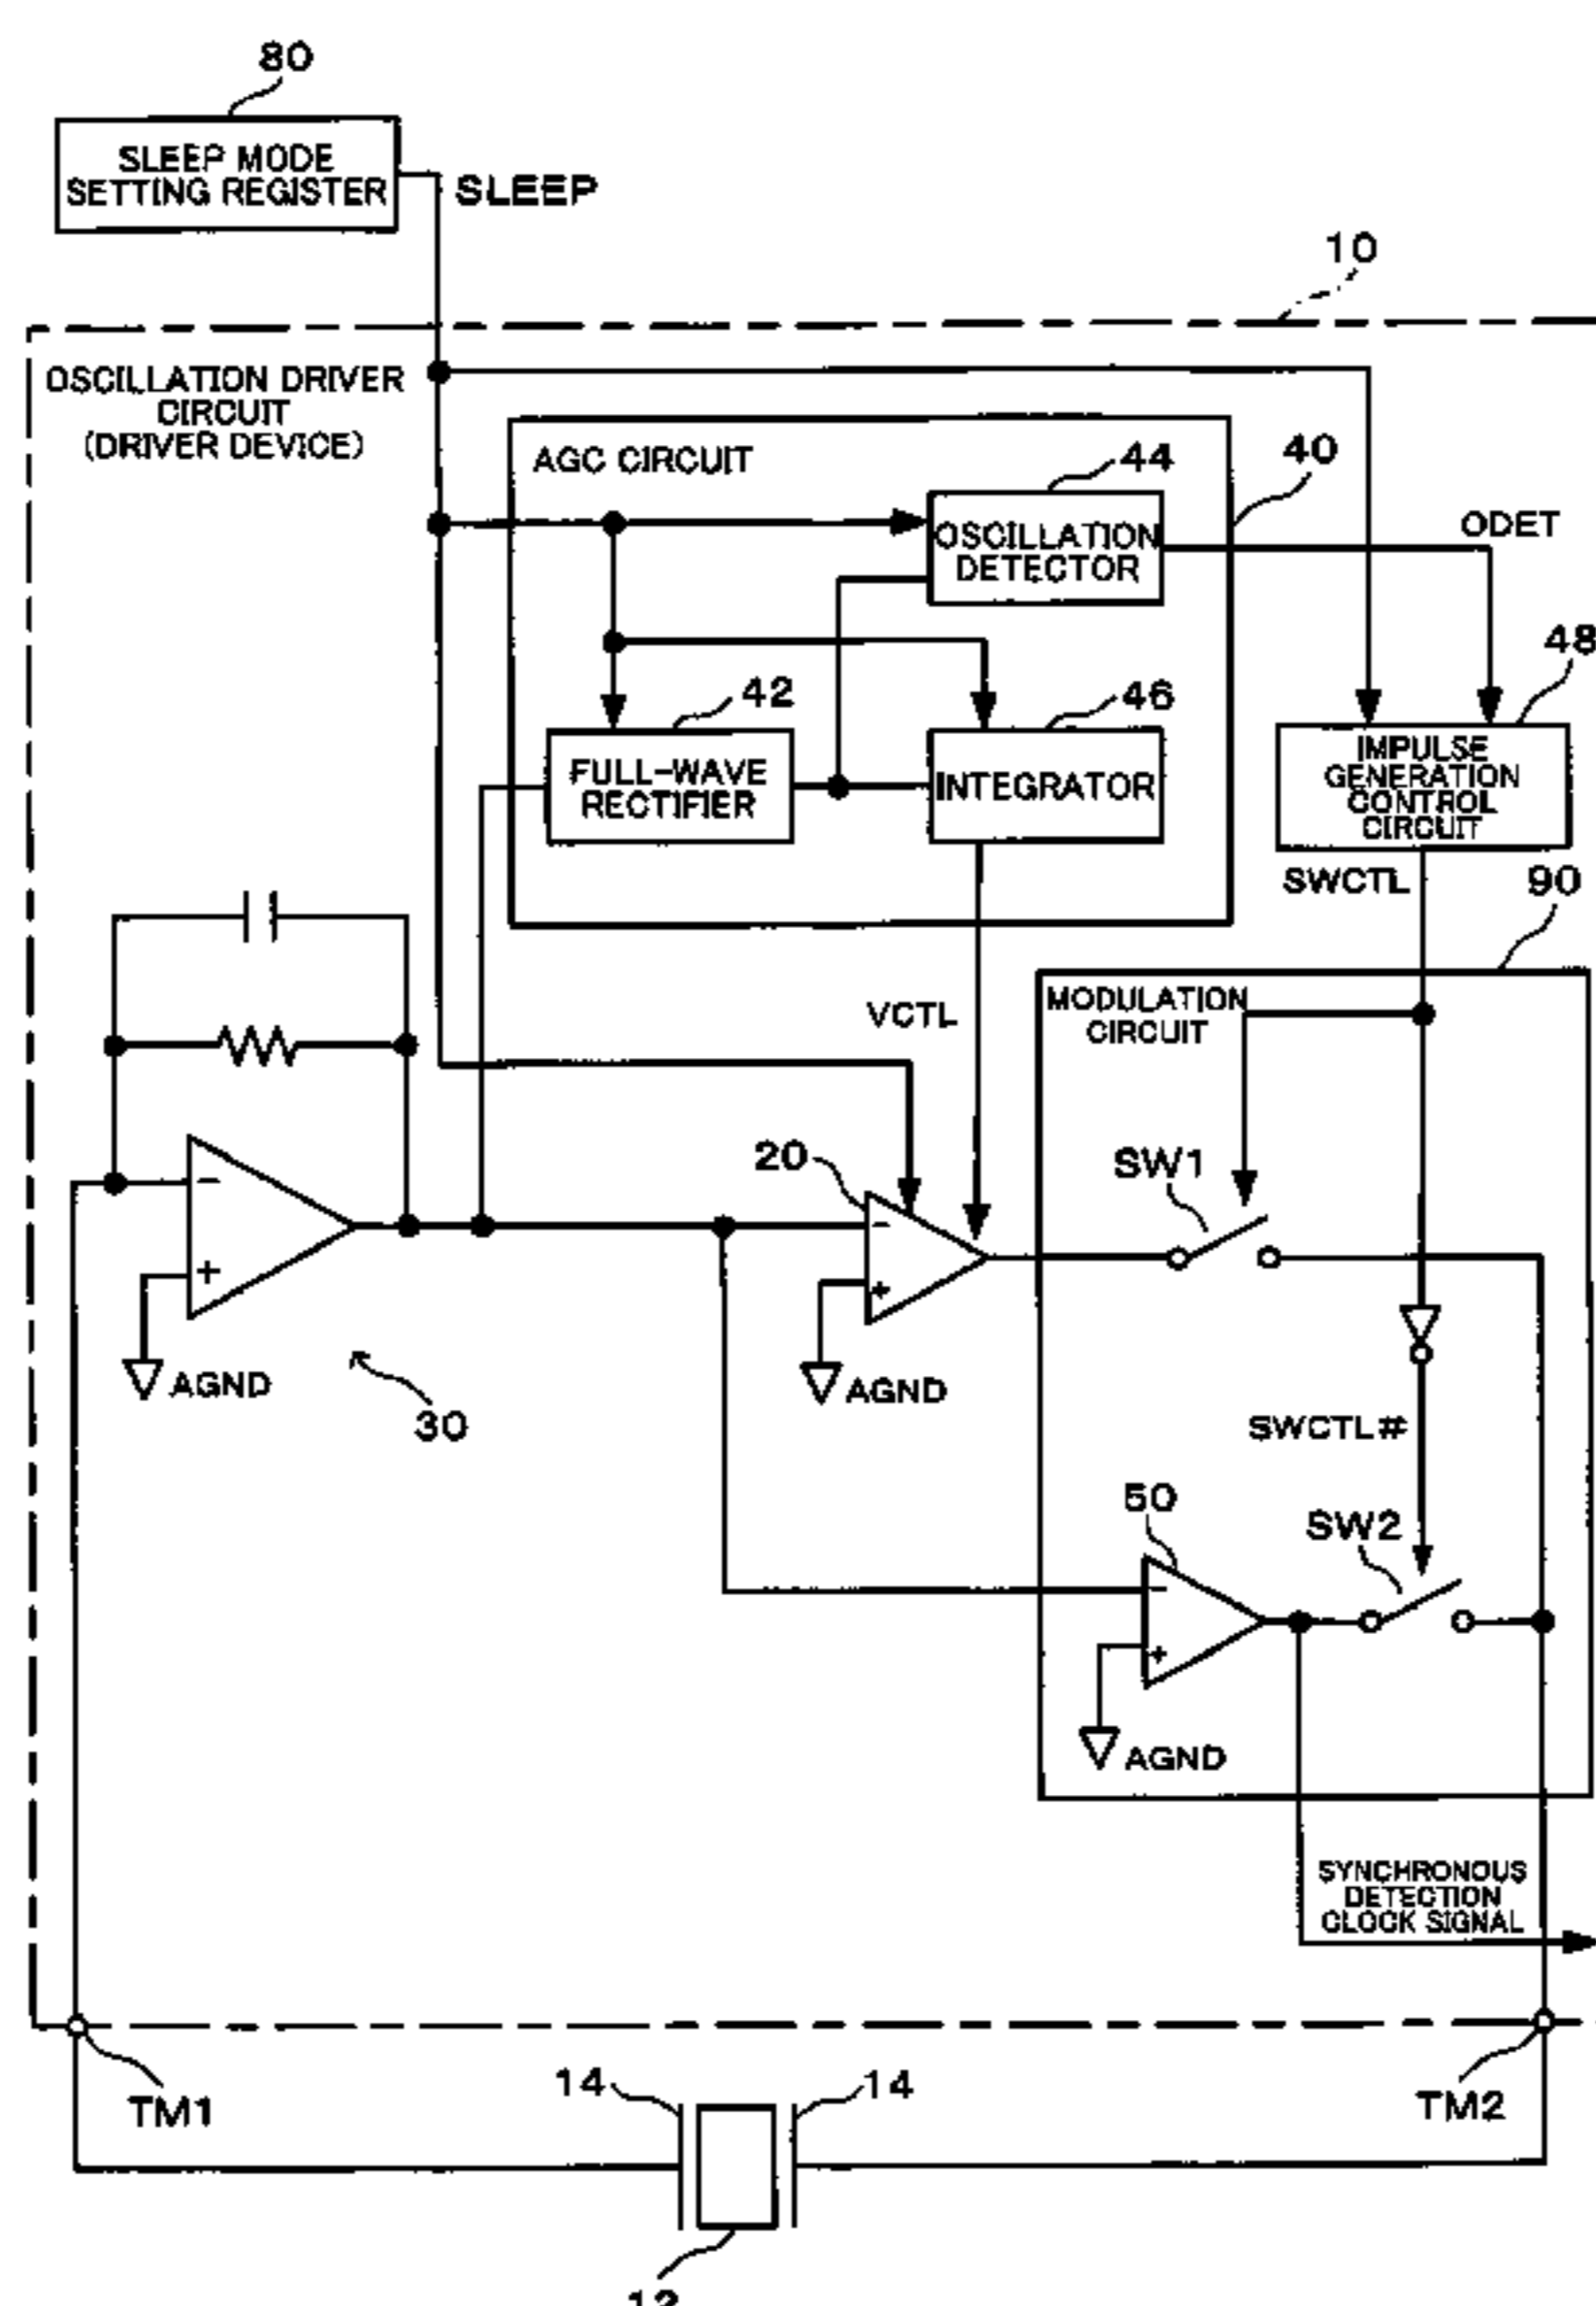 80
SLEEP MODE
SETTING REGISTER
SLEEP
10
OSCILLATION DRIVER
CIRCUIT
(DRIVER DEVICE)
AGC CIRCUIT
44
40
OSCILLATION
DETECTOR
ODET
48
42
46
FULL-WAVE
RECTIFIER
INTEGRATOR
IMPULSE
GENERATION
CONTROL
CIRCUIT
SWCTL
90
VCTL
MODULATION
CIRCUIT
20
SW1
-
+
-
+
AGND
30
AGND
SWCTL#
50
SW2
-
+
AGND
SYNCHRONOUS
DETECTION
CLOCK SIGNAL
TM1
14
14
TM2